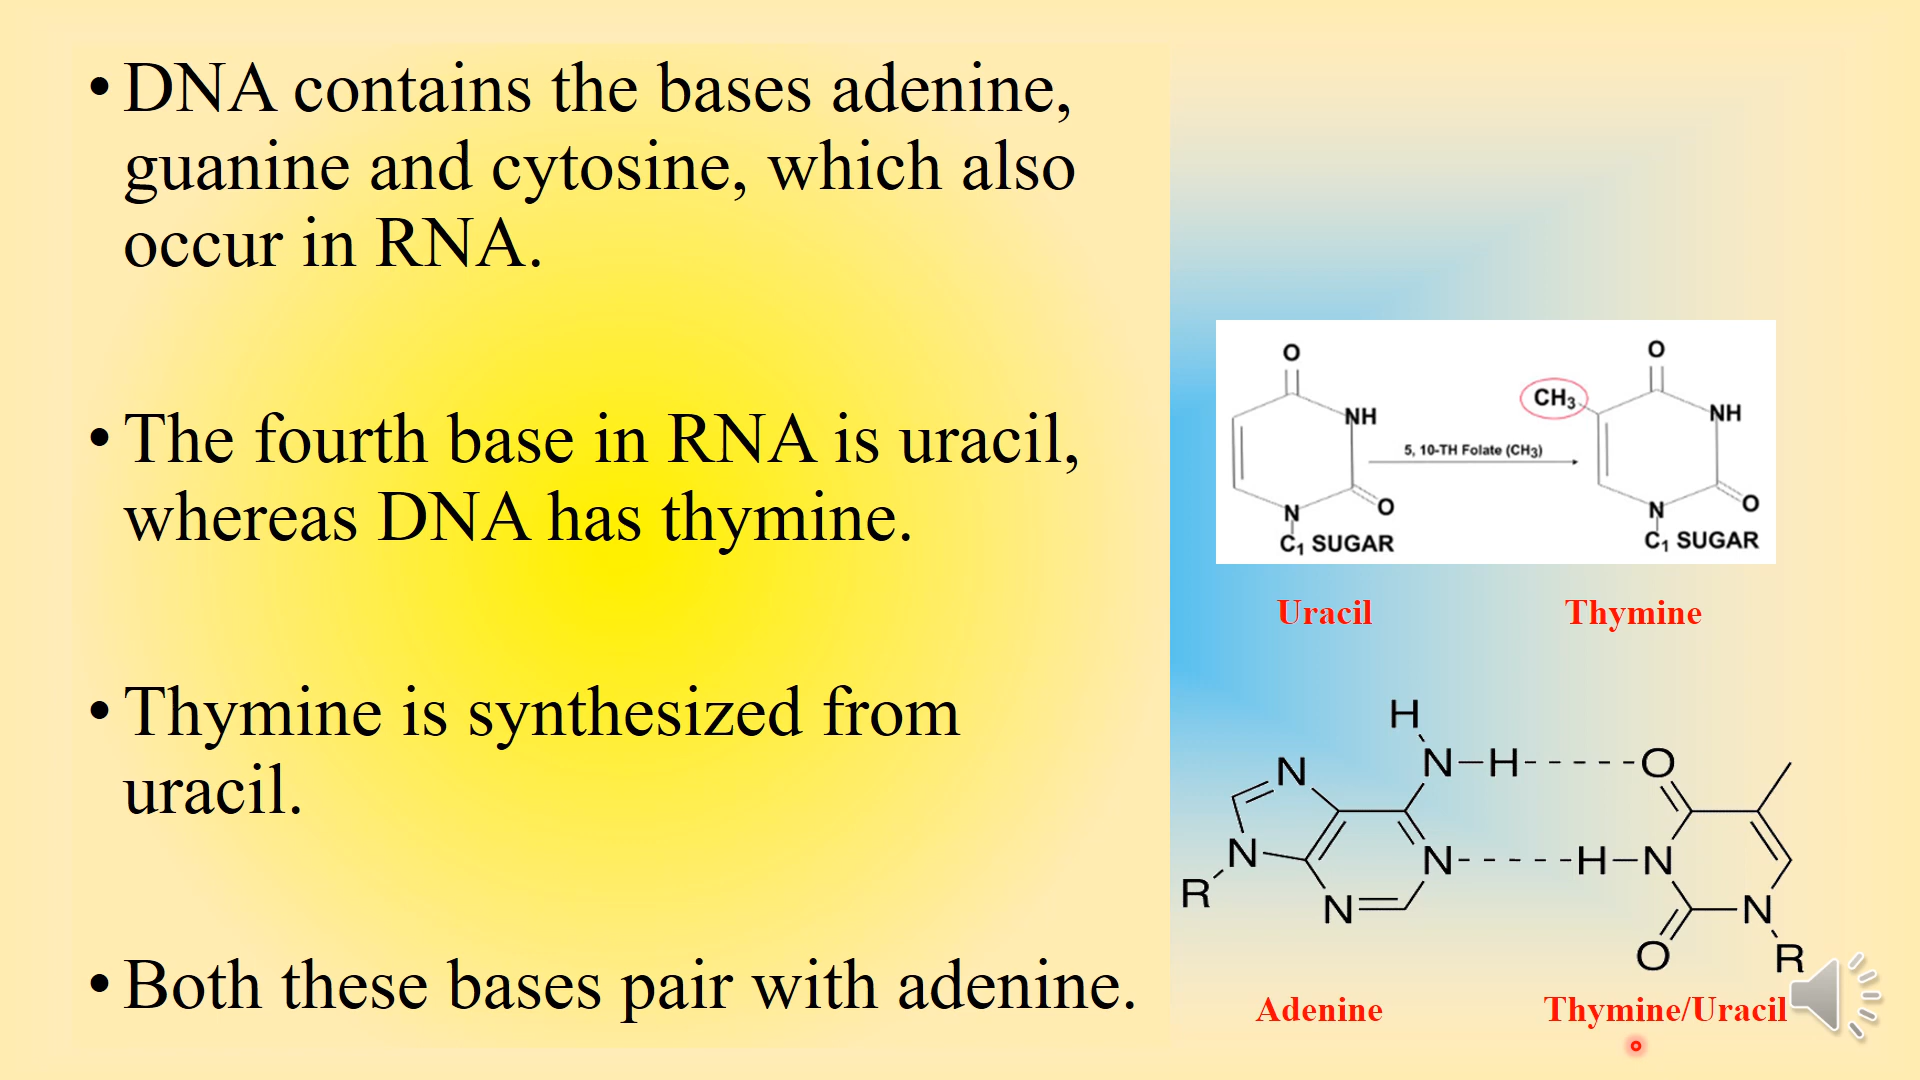 • DNA contains the bases adenine,
guanine and cytosine, which also
occur in RNA.
• The fourth base in RNA is uracil,
whereas DNA has thymine.
• Thymine is synthesized from
uracil.
• Both these bases pair with adenine.
O O
CH₃
NH NH
5, 10-TH Folate (CH₃)
N O N O
C₁ SUGAR C₁ SUGAR
Uracil Thymine
H
N N H O
N N H N
R N O N
R
Adenine Thymine/Uracil